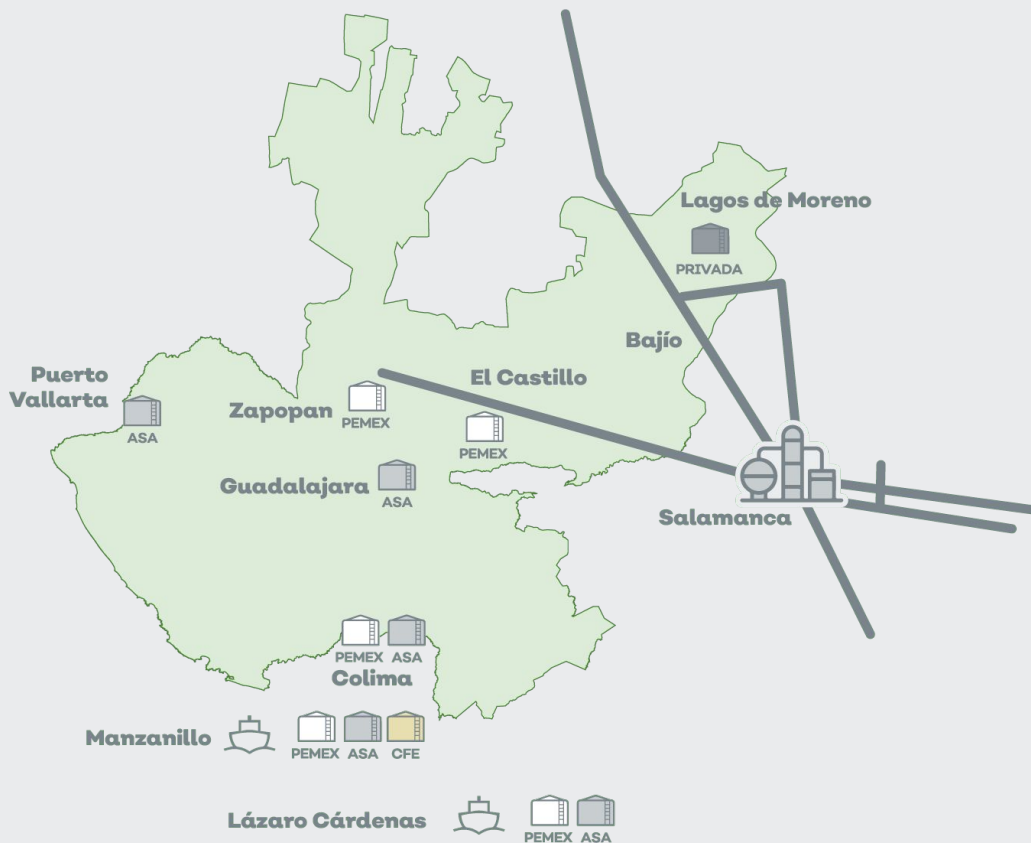 Lagos de Moreno
PRIVADA
Bajío
Puerto
Vallarta
ASA
El Castillo
Zapopan
PEMEX
PEMEX
Guadalajara
ASA
Salamanca
PEMEX ASA
Colima
Manzanillo
PEMEX ASA CFE
Lázaro Cárdenas
PEMEX ASA